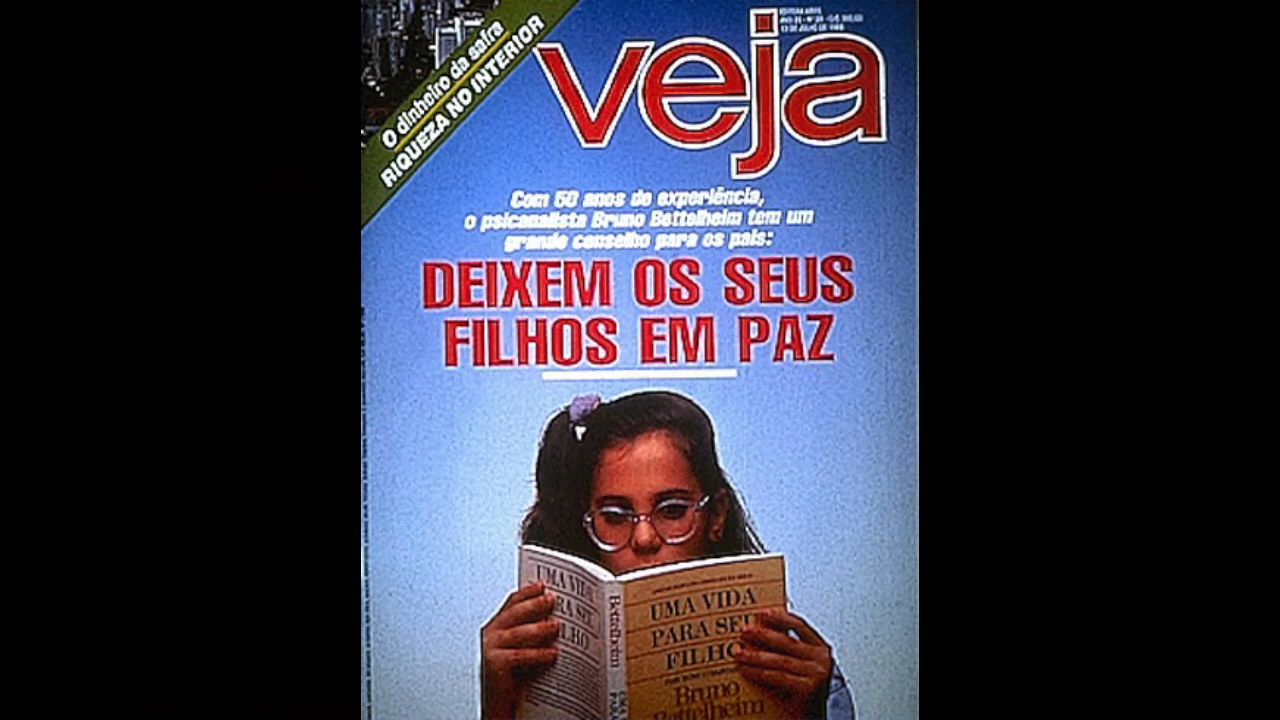 O dinheiro da safra
RIQUEZA NO INTERIOR
EDITORA ABRIL
veja
Com 50 anos de experiência,
o psicanalista Bruno Bettelheim tem um
grande conselho para os pais:
DEIXEM OS SEUS
FILHOS EM PAZ
UMA VIDA
PARA SEU
FILHO
Bettelheim
UMA VIDA
PARA SEU
FILHO
Bruno
Bettelheim